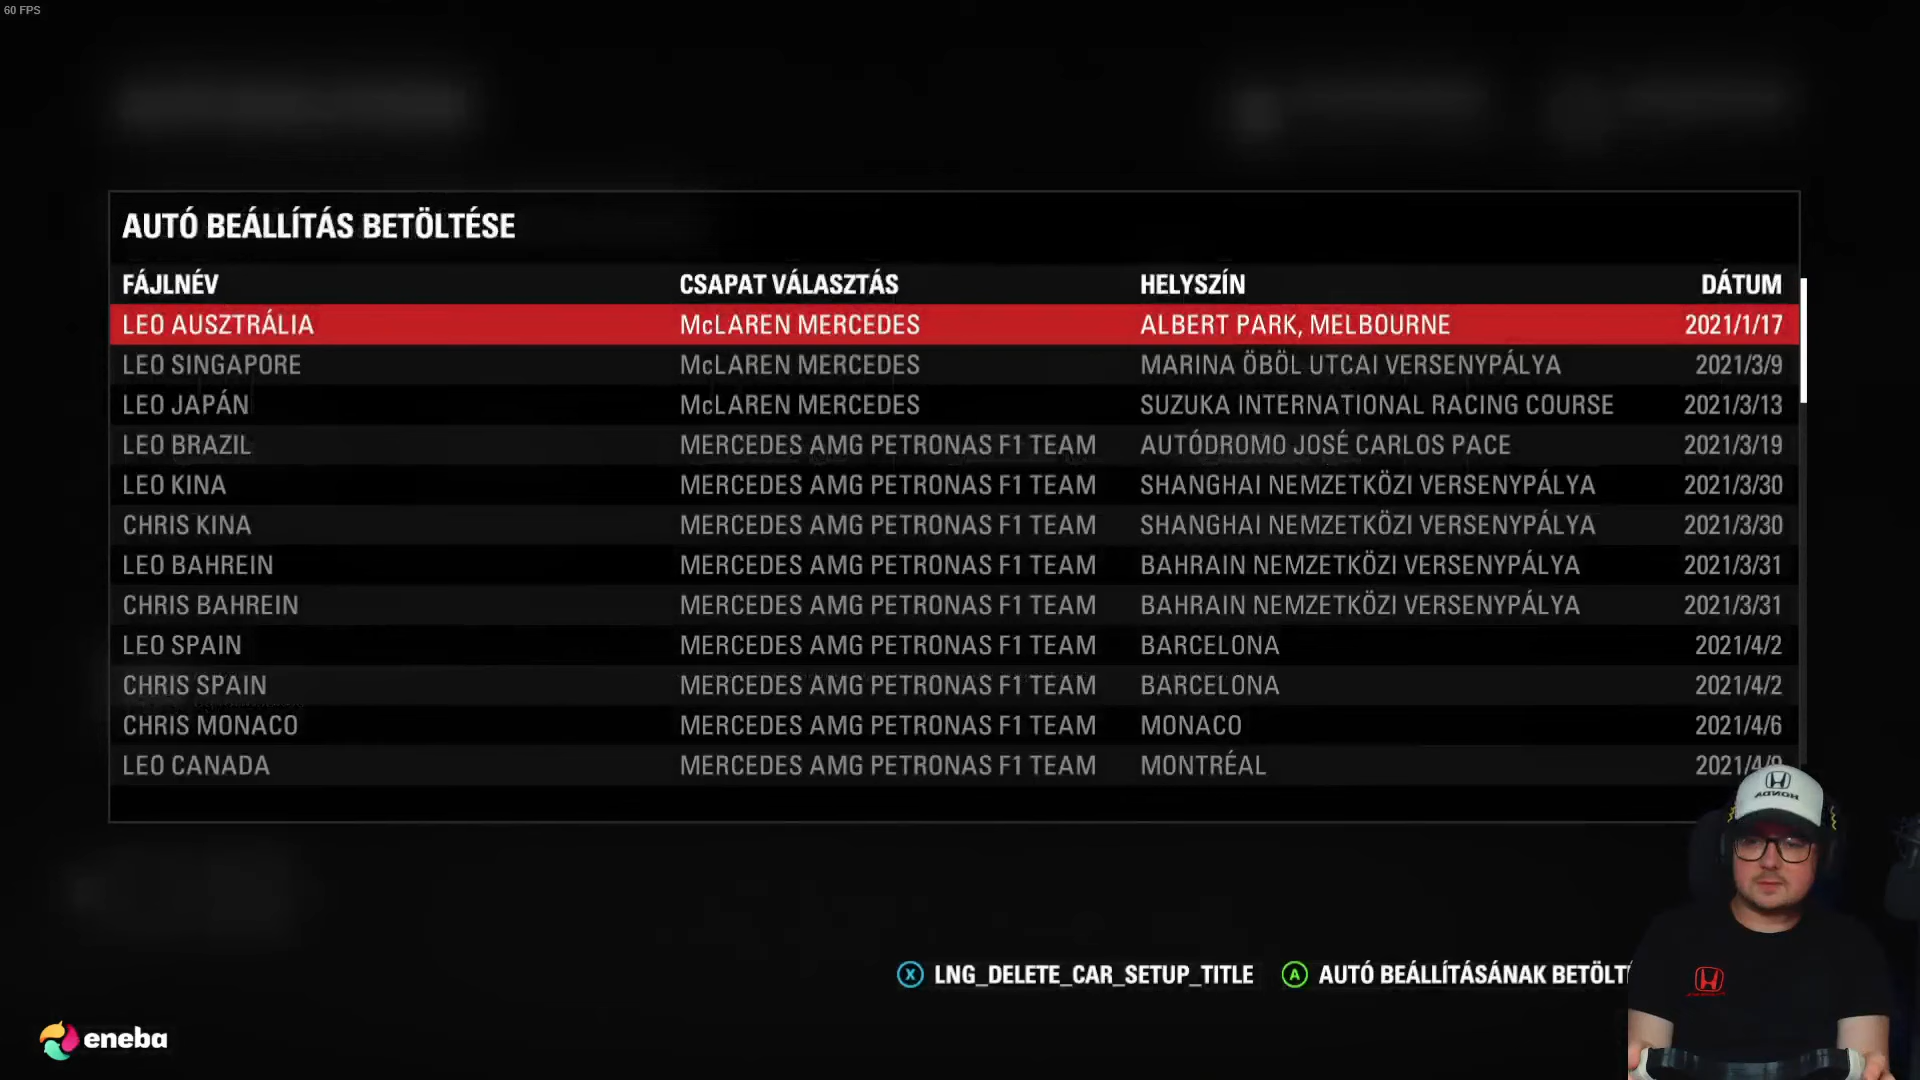 60 FPS
AUTÓ BEÁLLÍTÁS BETÖLTÉSE
FÁJLNÉV CSAPAT VÁLASZTÁS HELYSZÍN DÁTUM
LEO AUSZTRÁLIA McLAREN MERCEDES ALBERT PARK, MELBOURNE 2021/1/17
LEO SINGAPORE McLAREN MERCEDES MARINA ÖBÖL UTCAI VERSENYPÁLYA 2021/3/9
LEO JAPÁN McLAREN MERCEDES SUZUKA INTERNATIONAL RACING COURSE 2021/3/13
LEO BRAZIL MERCEDES AMG PETRONAS F1 TEAM AUTÓDROMO JOSÉ CARLOS PACE 2021/3/19
LEO KINA MERCEDES AMG PETRONAS F1 TEAM SHANGHAI NEMZETKÖZI VERSENYPÁLYA 2021/3/30
CHRIS KINA MERCEDES AMG PETRONAS F1 TEAM SHANGHAI NEMZETKÖZI VERSENYPÁLYA 2021/3/30
LEO BAHREIN MERCEDES AMG PETRONAS F1 TEAM BAHRAIN NEMZETKÖZI VERSENYPÁLYA 2021/3/31
CHRIS BAHREIN MERCEDES AMG PETRONAS F1 TEAM BAHRAIN NEMZETKÖZI VERSENYPÁLYA 2021/3/31
LEO SPAIN MERCEDES AMG PETRONAS F1 TEAM BARCELONA 2021/4/2
CHRIS SPAIN MERCEDES AMG PETRONAS F1 TEAM BARCELONA 2021/4/2
CHRIS MONACO MERCEDES AMG PETRONAS F1 TEAM MONACO 2021/4/6
LEO CANADA MERCEDES AMG PETRONAS F1 TEAM MONTRÉAL
HONDA
X LNG_DELETE_CAR_SETUP_TITLE A AUTÓ BEÁLLÍTÁSÁNAK
eneba